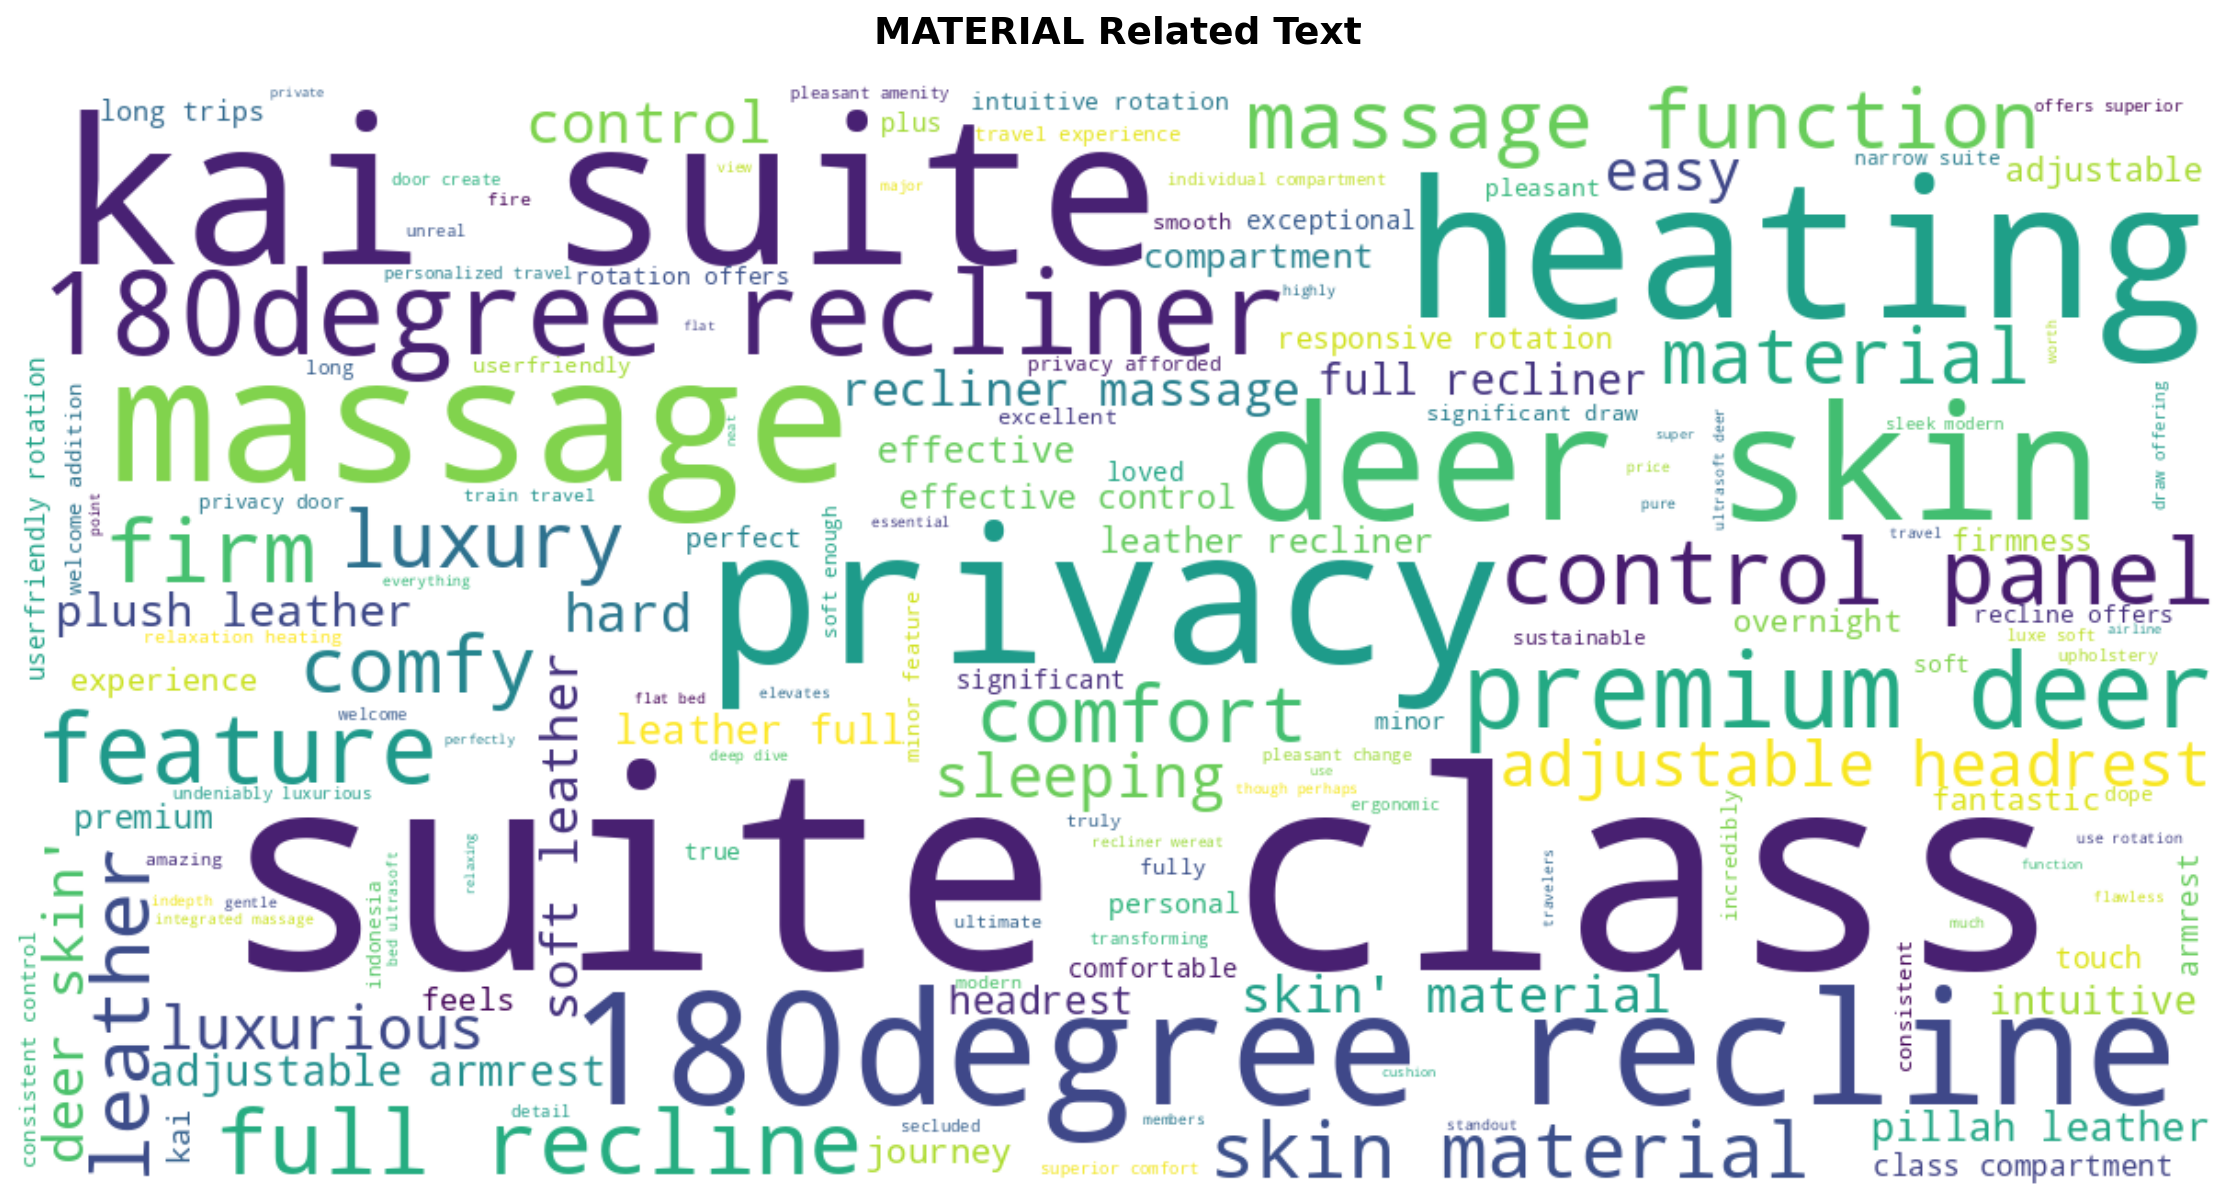 MATERIAL Related Text
private
long trips
control
pleasant amenity
plus
intuitive rotation
travel experience
massage function
offers superior
kai suite
door create
fire
unreal
view
major
individual compartment
narrow suite
easy
adjustable
pleasant
smooth
exceptional
compartment
heating
personalized travel
rotation offers
180degree recliner
highly
flat
responsive rotation
material
worth
long
userfriendly
privacy afforded
recliner massage
full recliner
userfriendly rotation
welcome addition
massage
neat
excellent
significant draw
deer skin
sleek modern
draw offering
super
ultrasoft deer
price
pure
effective
loved
effective control
point
privacy door
train travel
essential
firm
luxury
perfect
soft enough
leather recliner
travel
firmness
everything
privacy
control panel
plush leather
hard
minor feature
overnight
recline offers
relaxation heating
sustainable
luxe soft
airline
comfy
soft leather
experience
significant
soft
upholstery
flat bed
elevates
premium deer
feature
welcome
perfectly
leather full
comfort
minor
deep dive
pleasant change
adjustable headrest
sleeping
use
though perhaps
undeniably luxurious
premium
ergonomic
incredibly
fantastic
dope
suite class
truly
recliner wereat
use rotation
amazing
relaxing
true
fully
travelers
function
deer skin'
leather
indepth
gentle
integrated massage
indonesia
bed ultrasoft
personal
ultimate
transforming
much
flawless
armrest
consistent control
comfortable
consistent
touch
modern
feels
headrest
skin' material
intuitive
luxurious
180degree recline
adjustable armrest
cushion
kai
full recline
detail
journey
secluded
members
superior comfort
skin material
standout
pillah leather
class compartment